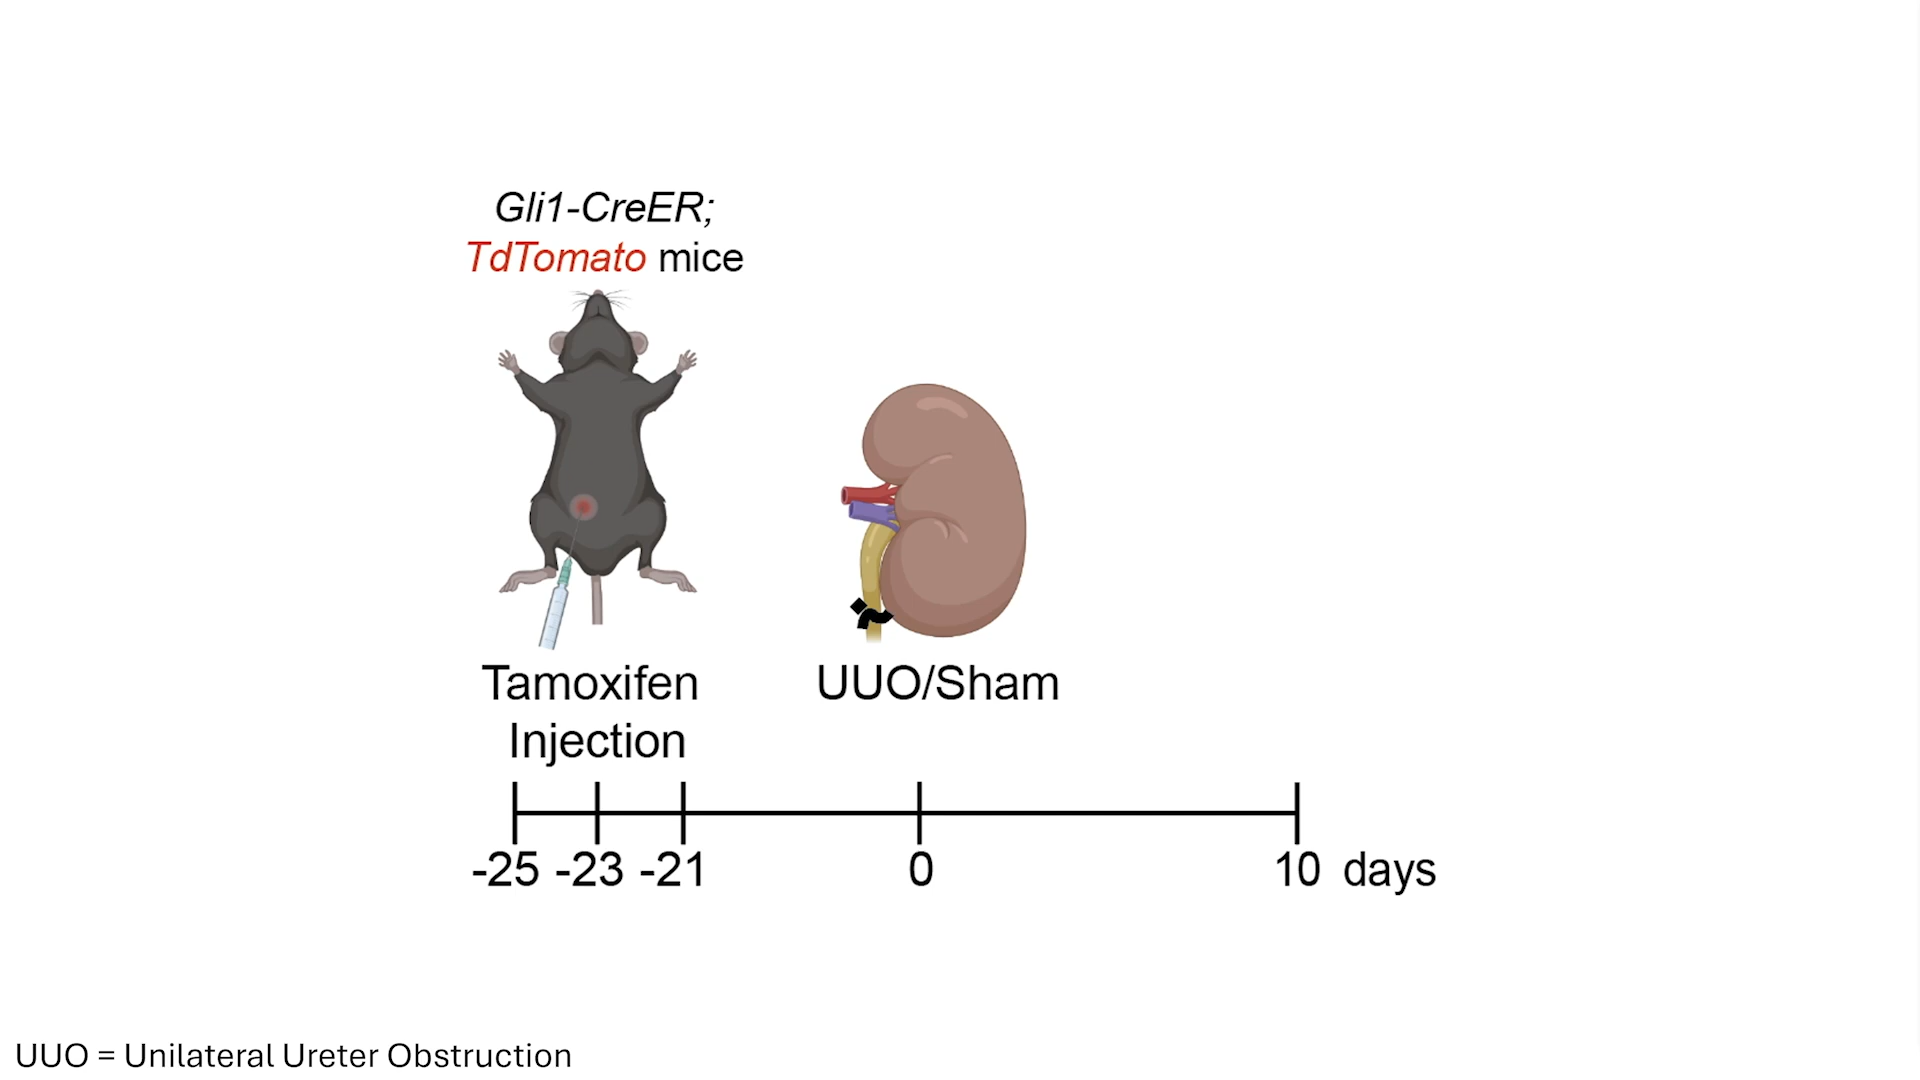 Gli1-CreER;
TdTomato mice
Tamoxifen
Injection
UUO/Sham
-25 -23 -21 0 10 days
UUO = Unilateral Ureter Obstruction